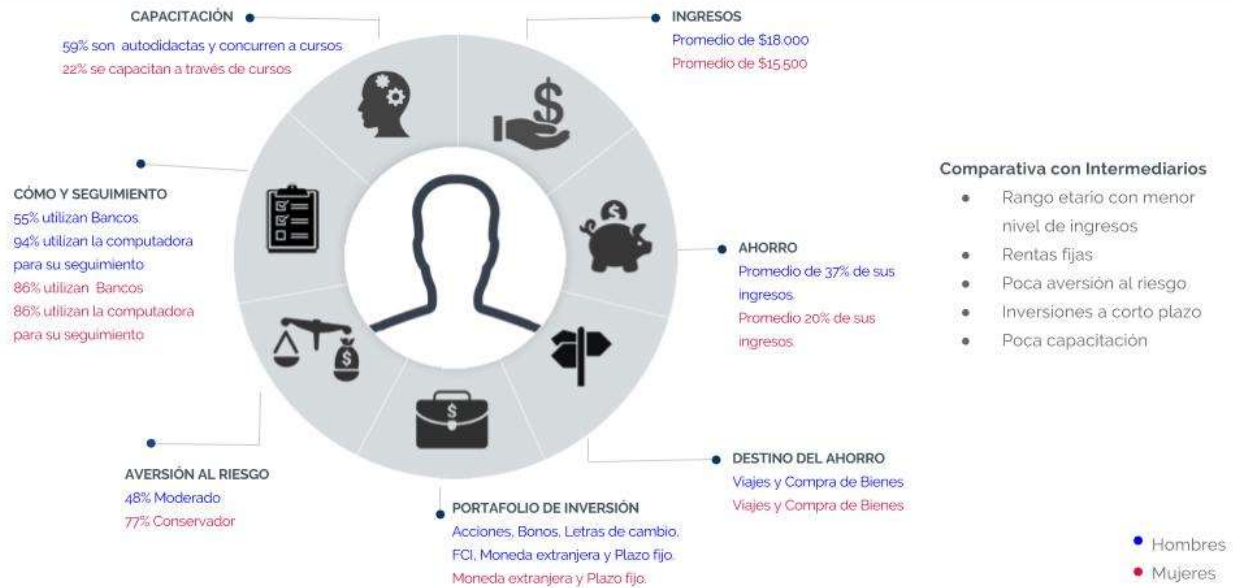 CAPACITACIÓN
59% son autodidactas y concurren a cursos.
22% se capacitan a través de cursos
INGRESOS
Promedio de $18.000
Promedio de $15.500
CÓMO Y SEGUIMIENTO
55% utilizan Bancos.
94% utilizan la computadora
para su seguimiento
86% utilizan Bancos
86% utilizan la computadora
para su seguimiento
$
$
AHORRO
Promedio de 37% de sus
ingresos.
Promedio 20% de sus
ingresos.
$
$
AVERSIÓN AL RIESGO
48% Moderado
77% Conservador
PORTAFOLIO DE INVERSIÓN
Acciones, Bonos, Letras de cambio,
FCI, Moneda extranjera y Plazo fijo.
Moneda extranjera y Plazo fijo.
DESTINO DEL AHORRO
Viajes y Compra de Bienes
Viajes y Compra de Bienes.
Comparativa con Intermediarios
● Rango etario con menor
nivel de ingresos
● Rentas fijas
● Poca aversión al riesgo
● Inversiones a corto plazo
● Poca capacitación
Hombres
Mujeres